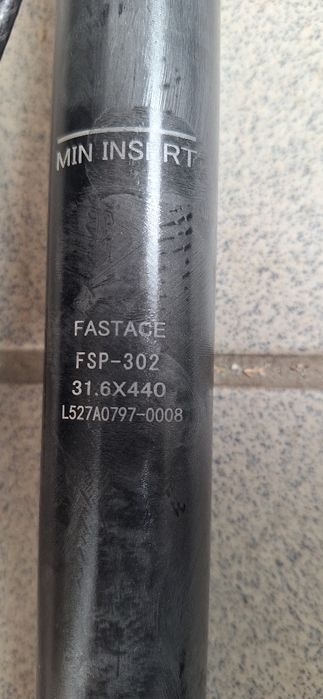 MIN INSERT
FASTACE
FSP-302
31.6X440
L527A0797-0008